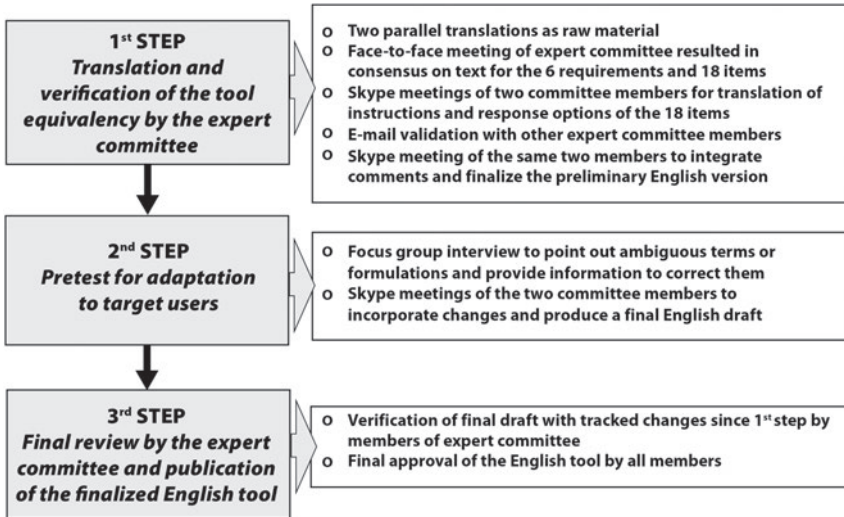 1st STEP
Translation and
verification of the tool
equivalency by the expert
committee
o Two parallel translations as raw material
o Face-to-face meeting of expert committee resulted in
consensus on text for the 6 requirements and 18 items
o Skype meetings of two committee members for translation of
instructions and response options of the 18 items
o E-mail validation with other expert committee members
o Skype meeting of the same two members to integrate
comments and finalize the preliminary English version
2nd STEP
Pretest for adaptation
to target users
o Focus group interview to point out ambiguous terms or
formulations and provide information to correct them
o Skype meetings of the two committee members to
incorporate changes and produce a final English draft
3rd STEP
Final review by the expert
committee and publication
of the finalized English tool
o Verification of final draft with tracked changes since 1st step by
members of expert committee
o Final approval of the English tool by all members